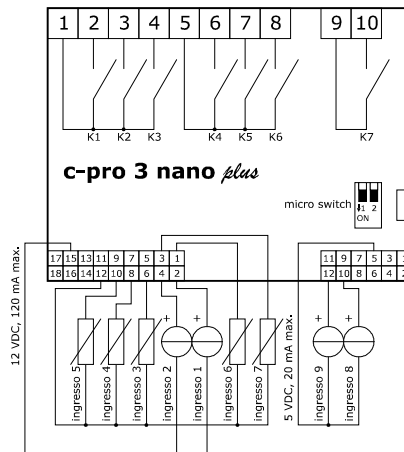 1 2 3 4 5 6 7 8 9 10
K1 K2 K3 K4 K5 K6 K7
c-pro 3 nano plus
micro switch
1 2
ON
17 15 13 11 9 7 5 3 1
18 16 14 12 10 8 6 4 2
11 9 7 5 3
12 10 8 6 4
12 VDC, 120 mA max.
ingresso 5
ingresso 4
ingresso 3
+
ingresso 2
+
ingresso 1
ingresso 6
ingresso 7
5 VDC, 20 mA max.
+
ingresso 9
+
ingresso 8